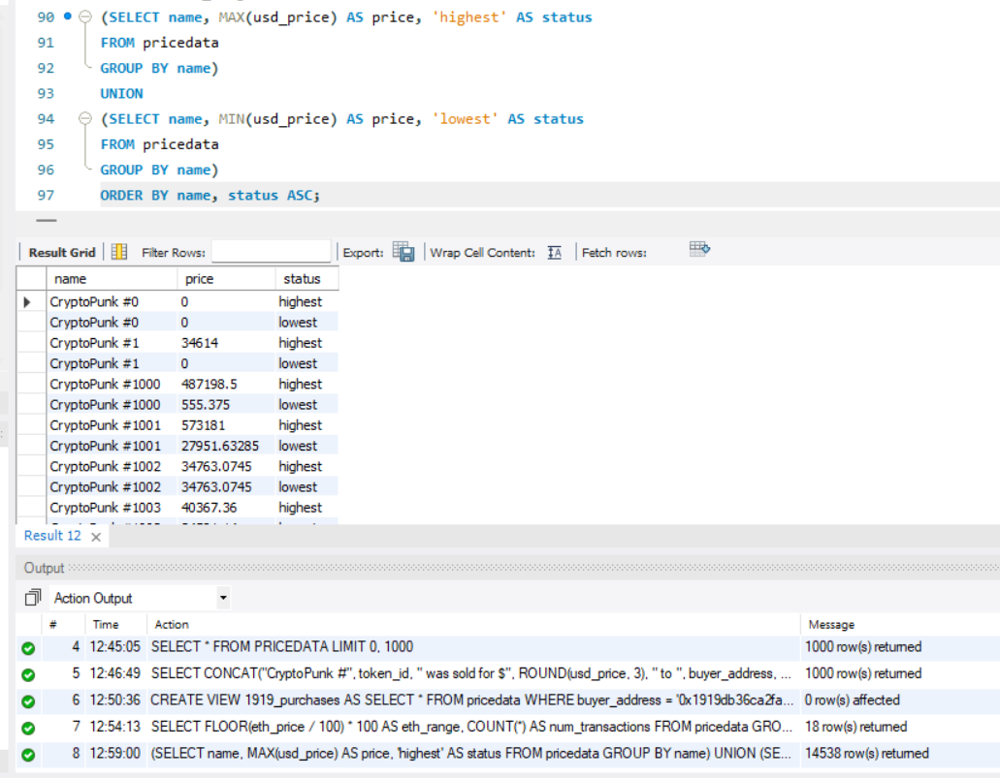 90 (SELECT name, MAX(usd_price) AS price, 'highest' AS status
91 FROM pricedata
92 GROUP BY name)
93 UNION
94 (SELECT name, MIN(usd_price) AS price, 'lowest' AS status
95 FROM pricedata
96 GROUP BY name)
97 ORDER BY name, status ASC;
Result Grid Filter Rows: Export: Wrap Cell Content: IA Fetch rows:
name price status
CryptoPunk #0 0 highest
CryptoPunk #0 0 lowest
CryptoPunk #1 34614 highest
CryptoPunk #1 0 lowest
CryptoPunk #1000 487198.5 highest
CryptoPunk #1000 555.375 lowest
CryptoPunk #1001 573181 highest
CryptoPunk #1001 27951.63285 lowest
CryptoPunk #1002 34763.0745 highest
CryptoPunk #1002 34763.0745 lowest
CryptoPunk #1003 40367.36 highest
Result 12
Output
Action Output
# Time Action Message
4 12:45:05 SELECT * FROM PRICEDATA LIMIT 0, 1000 1000 row(s) returned
5 12:46:49 SELECT CONCAT("CryptoPunk #", token_id, " was sold for $", ROUND(usd_price, 3), " to ", buyer_address, ... 1000 row(s) returned
6 12:50:36 CREATE VIEW 1919_purchases AS SELECT * FROM pricedata WHERE buyer_address = '0x1919db36ca2fa... 0 row(s) affected
7 12:54:13 SELECT FLOOR(eth_price / 100) * 100 AS eth_range, COUNT(*) AS num_transactions FROM pricedata GRO... 18 row(s) returned
8 12:59:00 (SELECT name, MAX(usd_price) AS price, 'highest' AS status FROM pricedata GROUP BY name) UNION (SE... 14538 row(s) returned